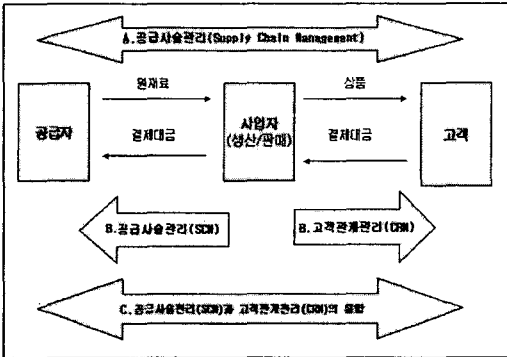 A.공급사슬관리(Supply Chain Management)
원재료
상품
공급자
사업자
(생산/판매)
고객
결제대금
결제대금
B.공급사슬관리(SCM)
B.고객관계관리(CRM)
C.공급사슬관리(SCM)과 고객관계관리(CRM)의 통합